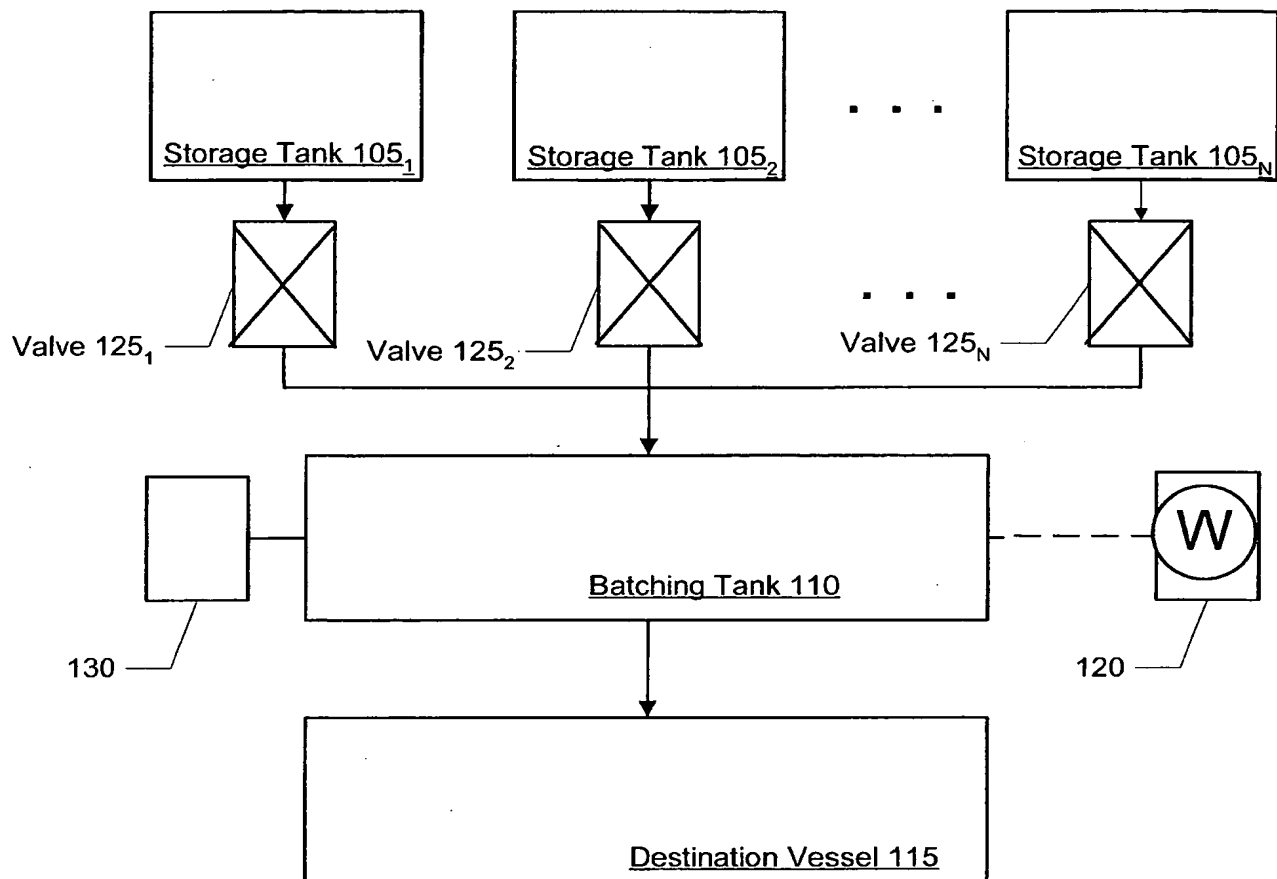 Storage Tank 105₁
Storage Tank 105₂
Storage Tank 105N
Valve 125₁
Valve 125₂
Valve 125N
W
Batching Tank 110
130
120
Destination Vessel 115